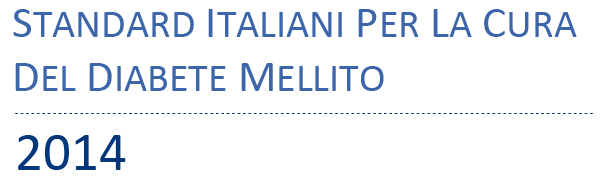 STANDARD ITALIANI PER LA CURA
DEL DIABETE MELLITO
2014